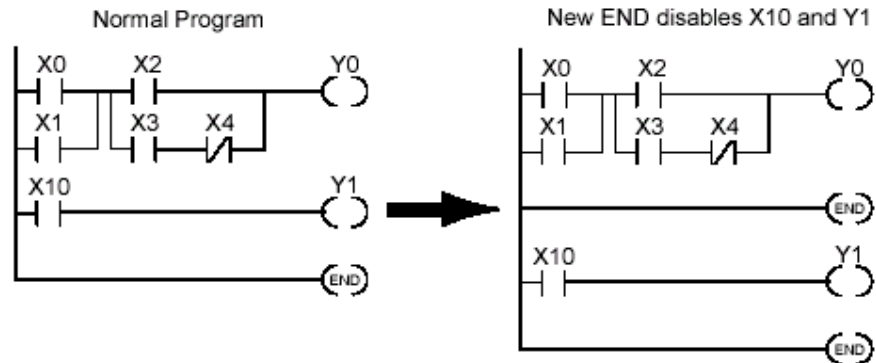 Normal Program
X0 X2 Y0
X1 X3 X4
X10 Y1
END
New END disables X10 and Y1
X0 X2 Y0
X1 X3 X4
END
X10 Y1
END